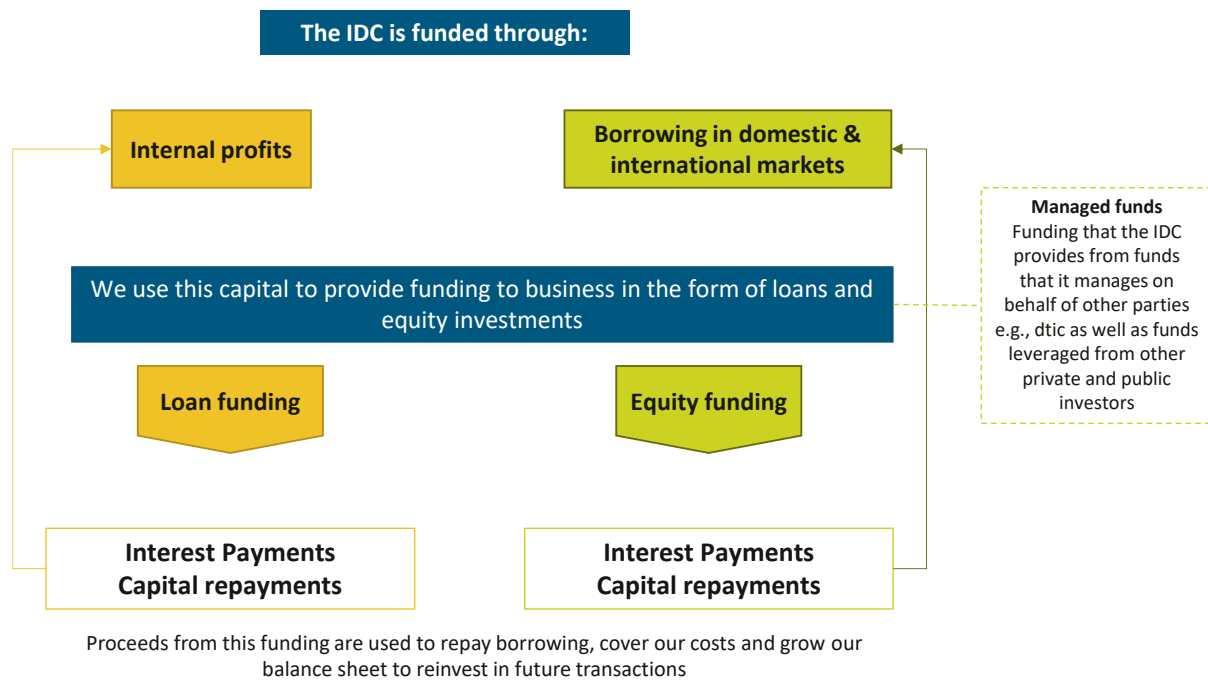 The IDC is funded through:
Internal profits
Borrowing in domestic &
international markets
Managed funds
Funding that the IDC
provides from funds
that it manages on
behalf of other parties
e.g., dtic as well as funds
leveraged from other
private and public
investors
We use this capital to provide funding to business in the form of loans and
equity investments
Loan funding
Equity funding
Interest Payments
Capital repayments
Interest Payments
Capital repayments
Proceeds from this funding are used to repay borrowing, cover our costs and grow our
balance sheet to reinvest in future transactions